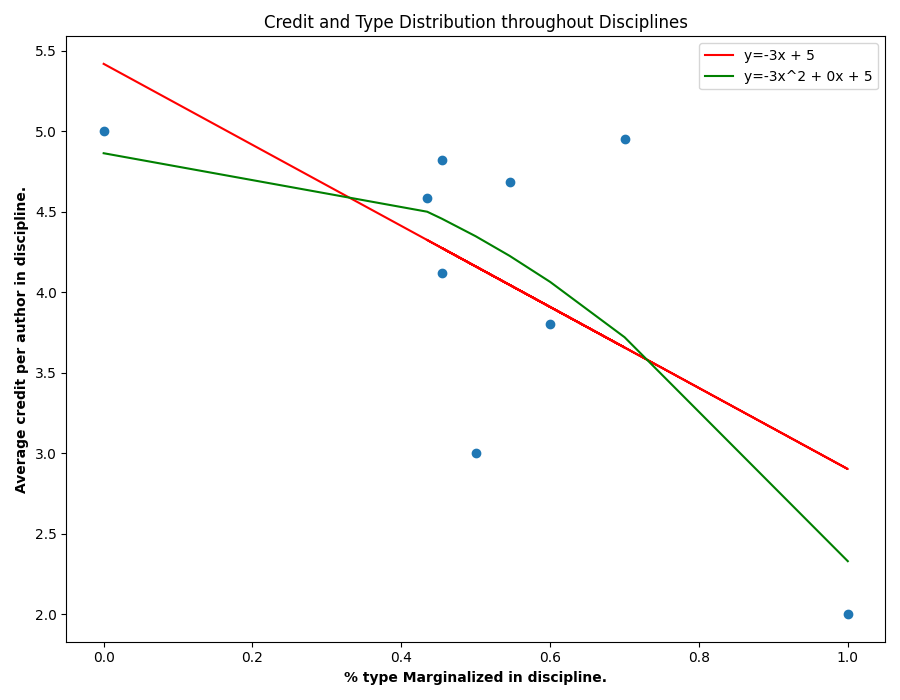 Credit and Type Distribution throughout Disciplines
y=-3x + 5
y=-3x^2 + 0x + 5
5.5
5.0
4.5
4.0
3.5
3.0
2.5
2.0
Average credit per author in discipline.
0.0 0.2 0.4 0.6 0.8 1.0
% type Marginalized in discipline.